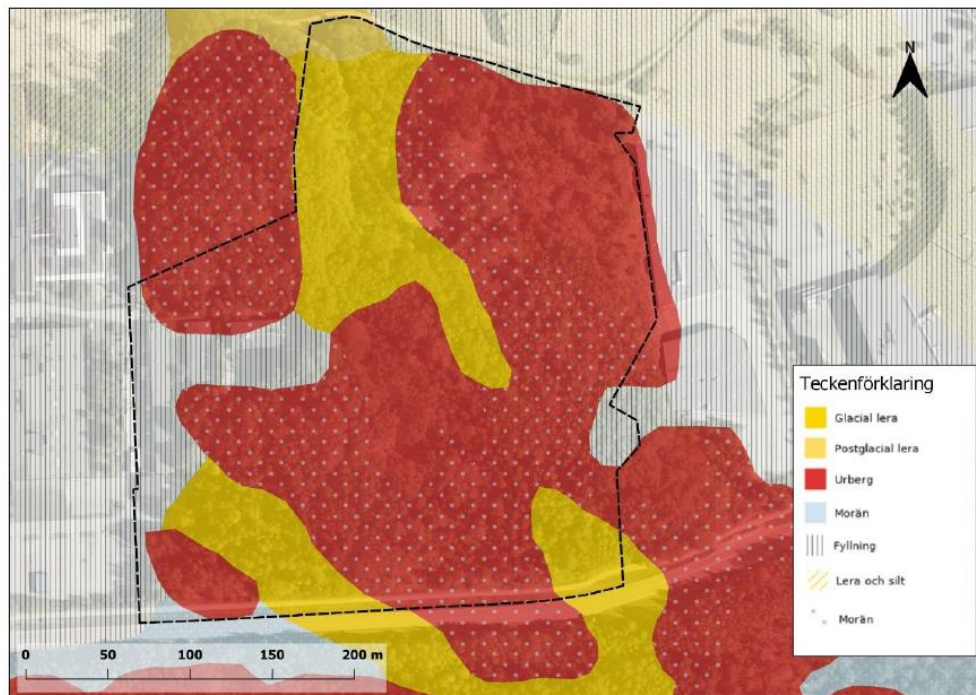 N
Teckenförklaring
Glacial lera
Postglacial lera
Urberg
Morän
Fyllning
Lera och silt
Morän
0 50 100 150 200 m